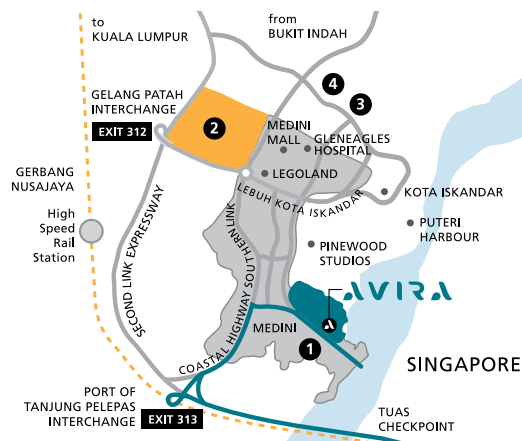 to
KUALA LUMPUR
from
BUKIT INDAH
4
3
GELANG PATAH
INTERCHANGE
EXIT 312
2
MEDINI
MALL
GLENEAGLES
HOSPITAL
LEGOLAND
LEBUH KOTA ISKANDAR
KOTA ISKANDAR
GERBANG
NUSAJAYA
High
Speed
Rail
Station
SECOND LINK EXPRESSWAY
COASTAL HIGHWAY SOUTHERN LINK
PUTERI
HARBOUR
PINEWOOD
STUDIOS
AVIRA
MEDINI
1
SINGAPORE
PORT OF
TANJUNG PELEPAS
INTERCHANGE
EXIT 313
TUAS
CHECKPOINT